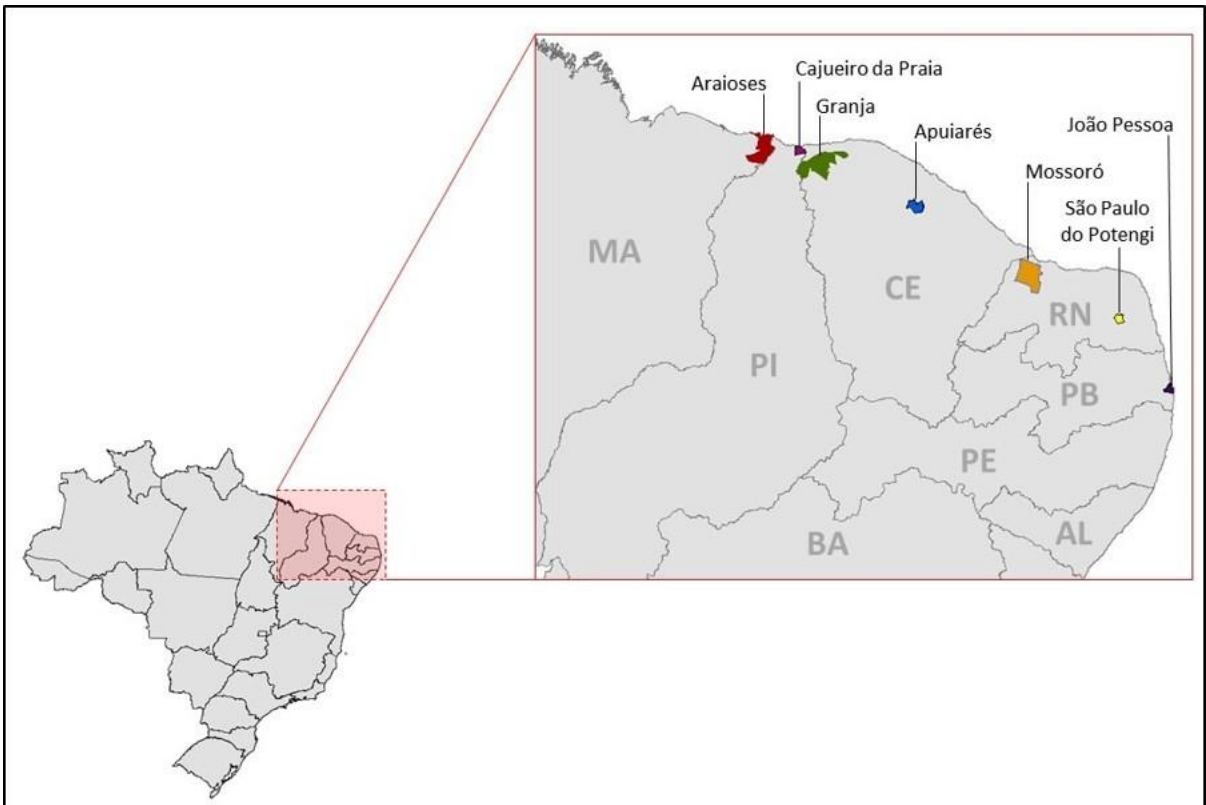 Araioses
Cajueiro da Praia
Granja
Apuiarés
João Pessoa
Mossoró
São Paulo
do Potengi
MA
CE
RN
PI
PB
PE
BA
AL